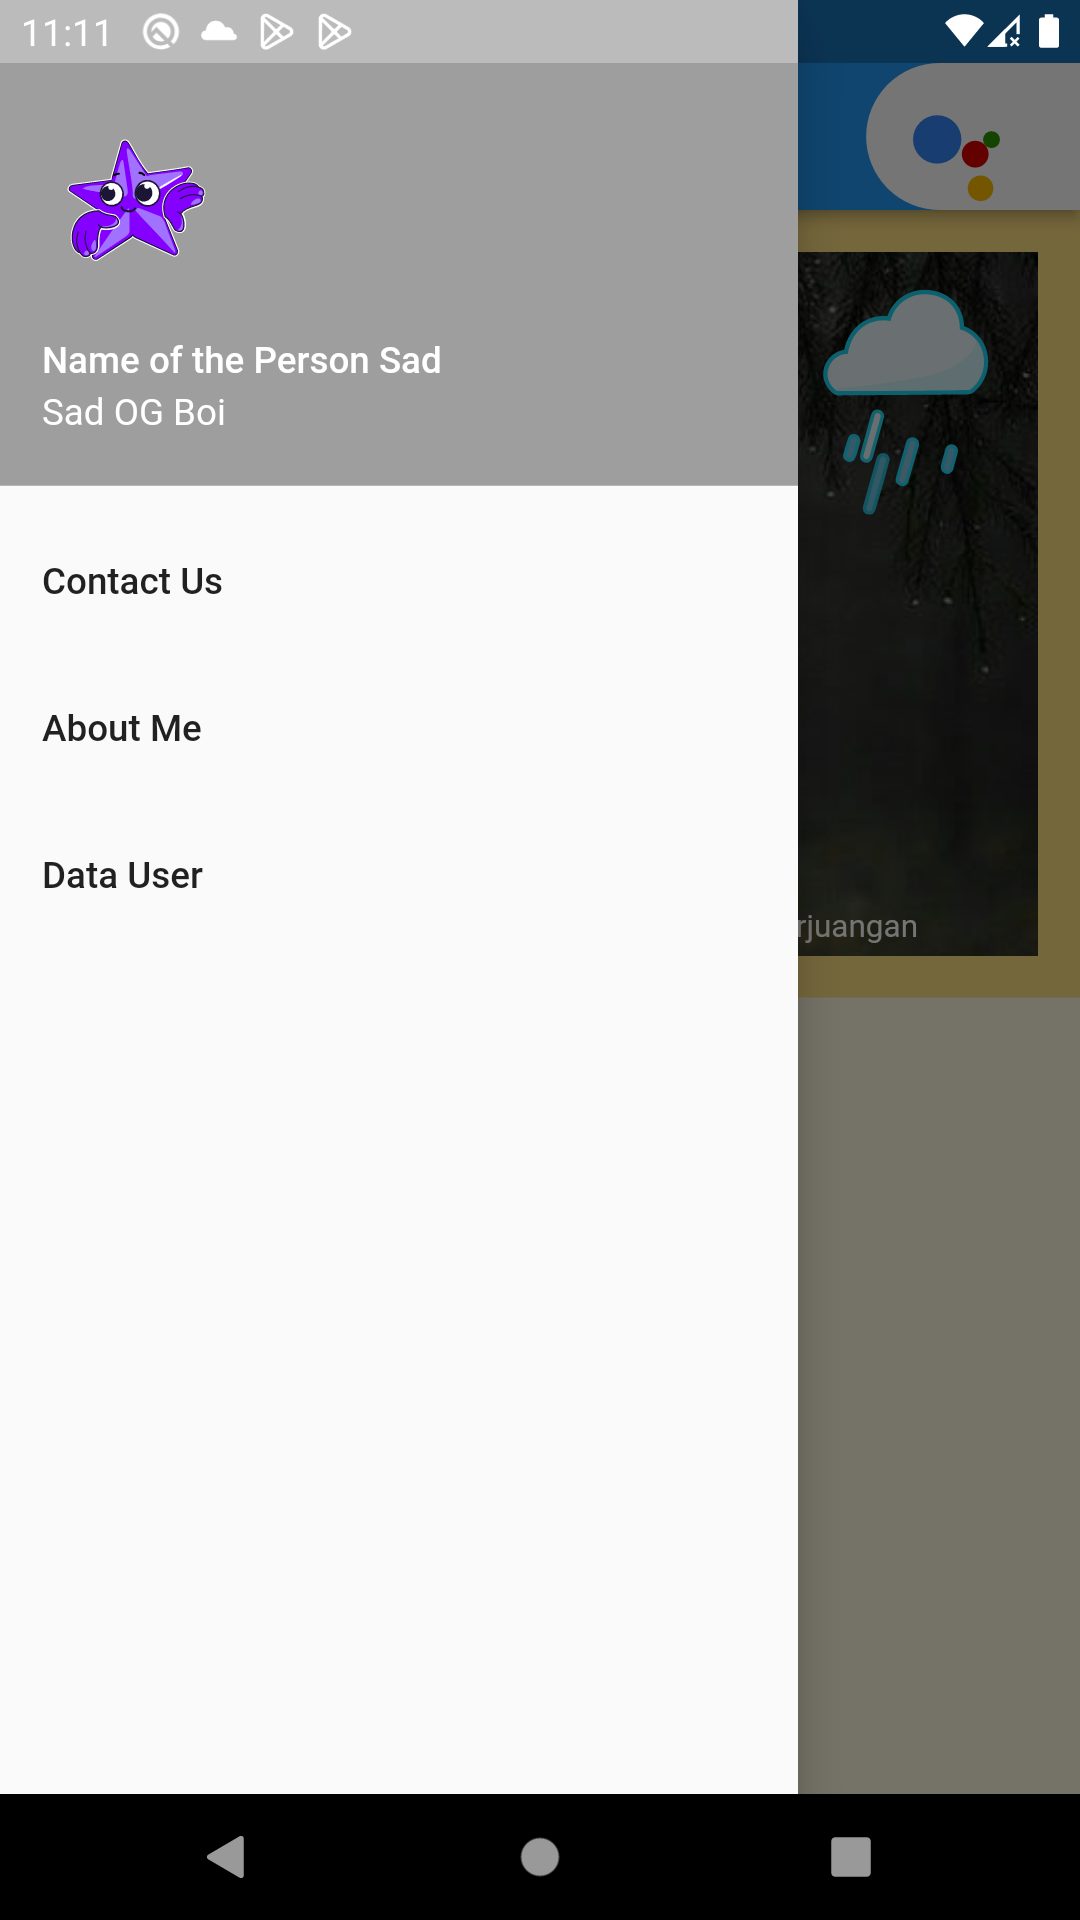 11:11
Name of the Person Sad
Sad OG Boi
Contact Us
About Me
Data User
rjuangan